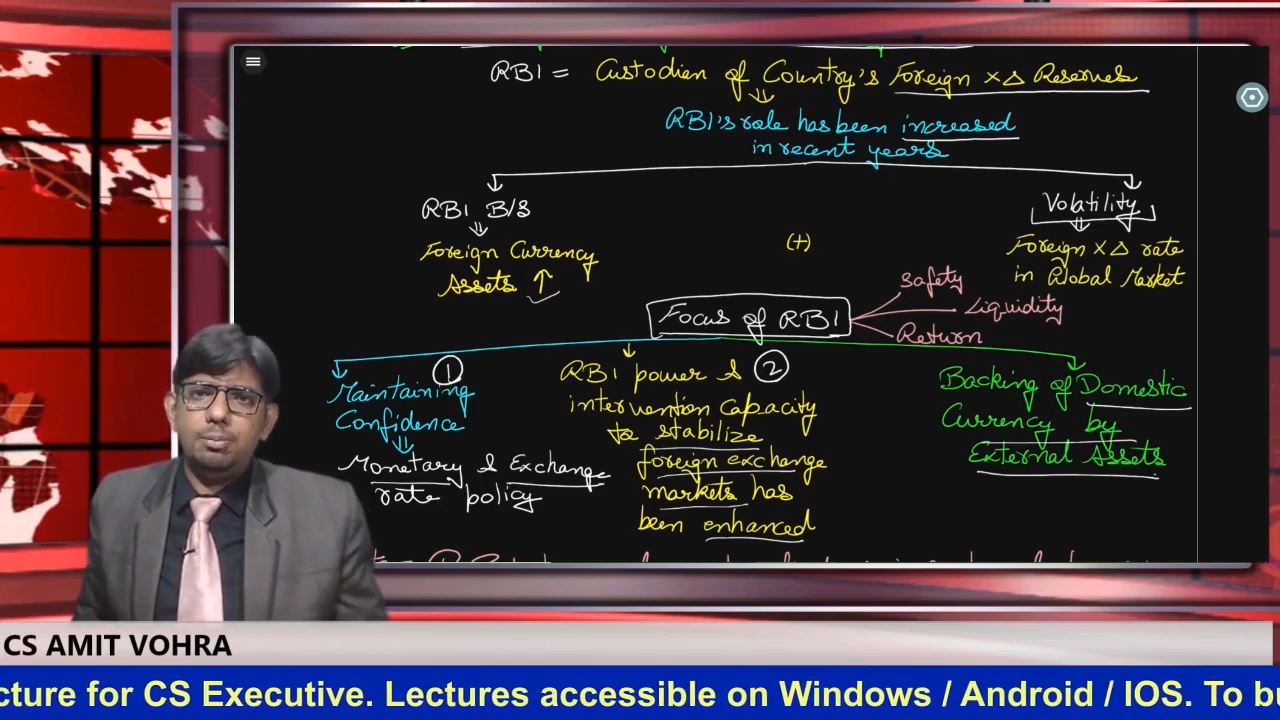 RBI = Custodian of Country's Foreign x∆ Reserves
RBI's role has been increased
in recent years
RBI B/S
Foreign Currency
Assets ↑
(+)
Volatility
Foreign x∆ rate
in Global Market
Focus of RBI
Safety
Liquidity
Return
①
Maintaining
Confidence
Monetary & Exchange
rate policy
RBI power & ②
intervention capacity
to stabilize
foreign exchange
markets has
been enhanced
Backing of Domestic
Currency by
External Assets
CS AMIT VOHRA
cture for CS Executive. Lectures accessible on Windows / Android / IOS. To bu